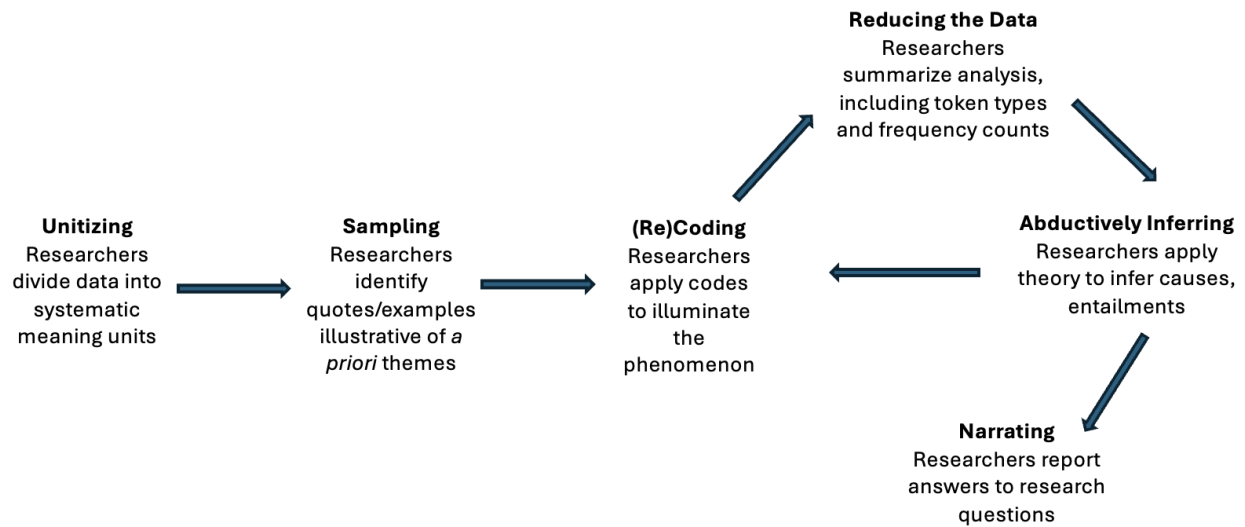 Unitizing
Researchers
divide data into
systematic
meaning units
Sampling
Researchers
identify
quotes/examples
illustrative of a
priori themes
(Re)Coding
Researchers
apply codes
to illuminate
the
phenomenon
Reducing the Data
Researchers
summarize analysis,
including token types
and frequency counts
Abductively Inferring
Researchers apply
theory to infer causes,
entailments
Narrating
Researchers report
answers to research
questions